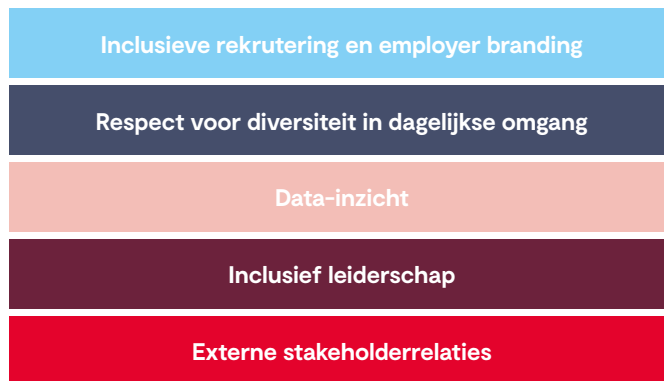 Inclusieve rekrutering en employer branding
Respect voor diversiteit in dagelijkse omgang
Data-inzicht
Inclusief leiderschap
Externe stakeholderrelaties